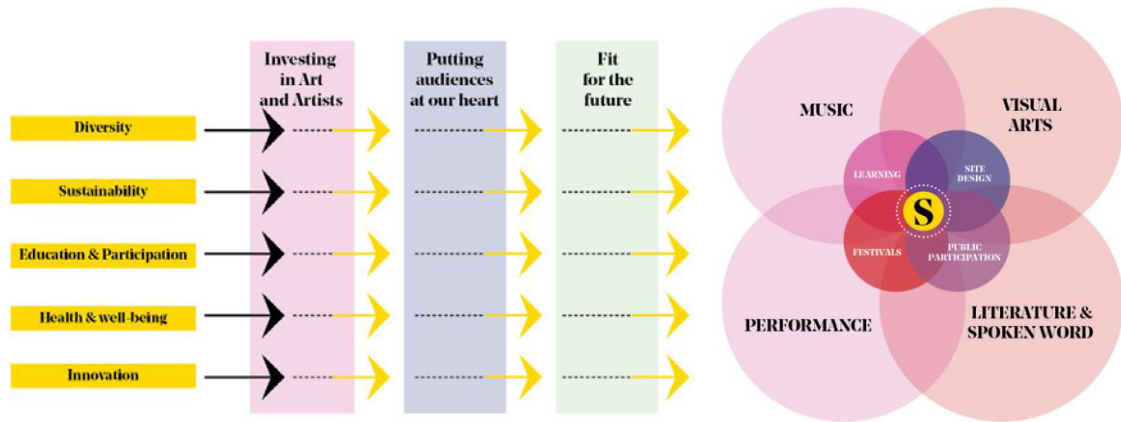 Investing
in Art
and Artists
Putting
audiences
at our heart
Fit
for the
future
Diversity
Sustainability
Education & Participation
Health & well-being
Innovation
MUSIC
VISUAL
ARTS
LEARNING
SITE
DESIGN
S
FESTIVALS
PUBLIC
PARTICIPATION
PERFORMANCE
LITERATURE &
SPOKEN WORD